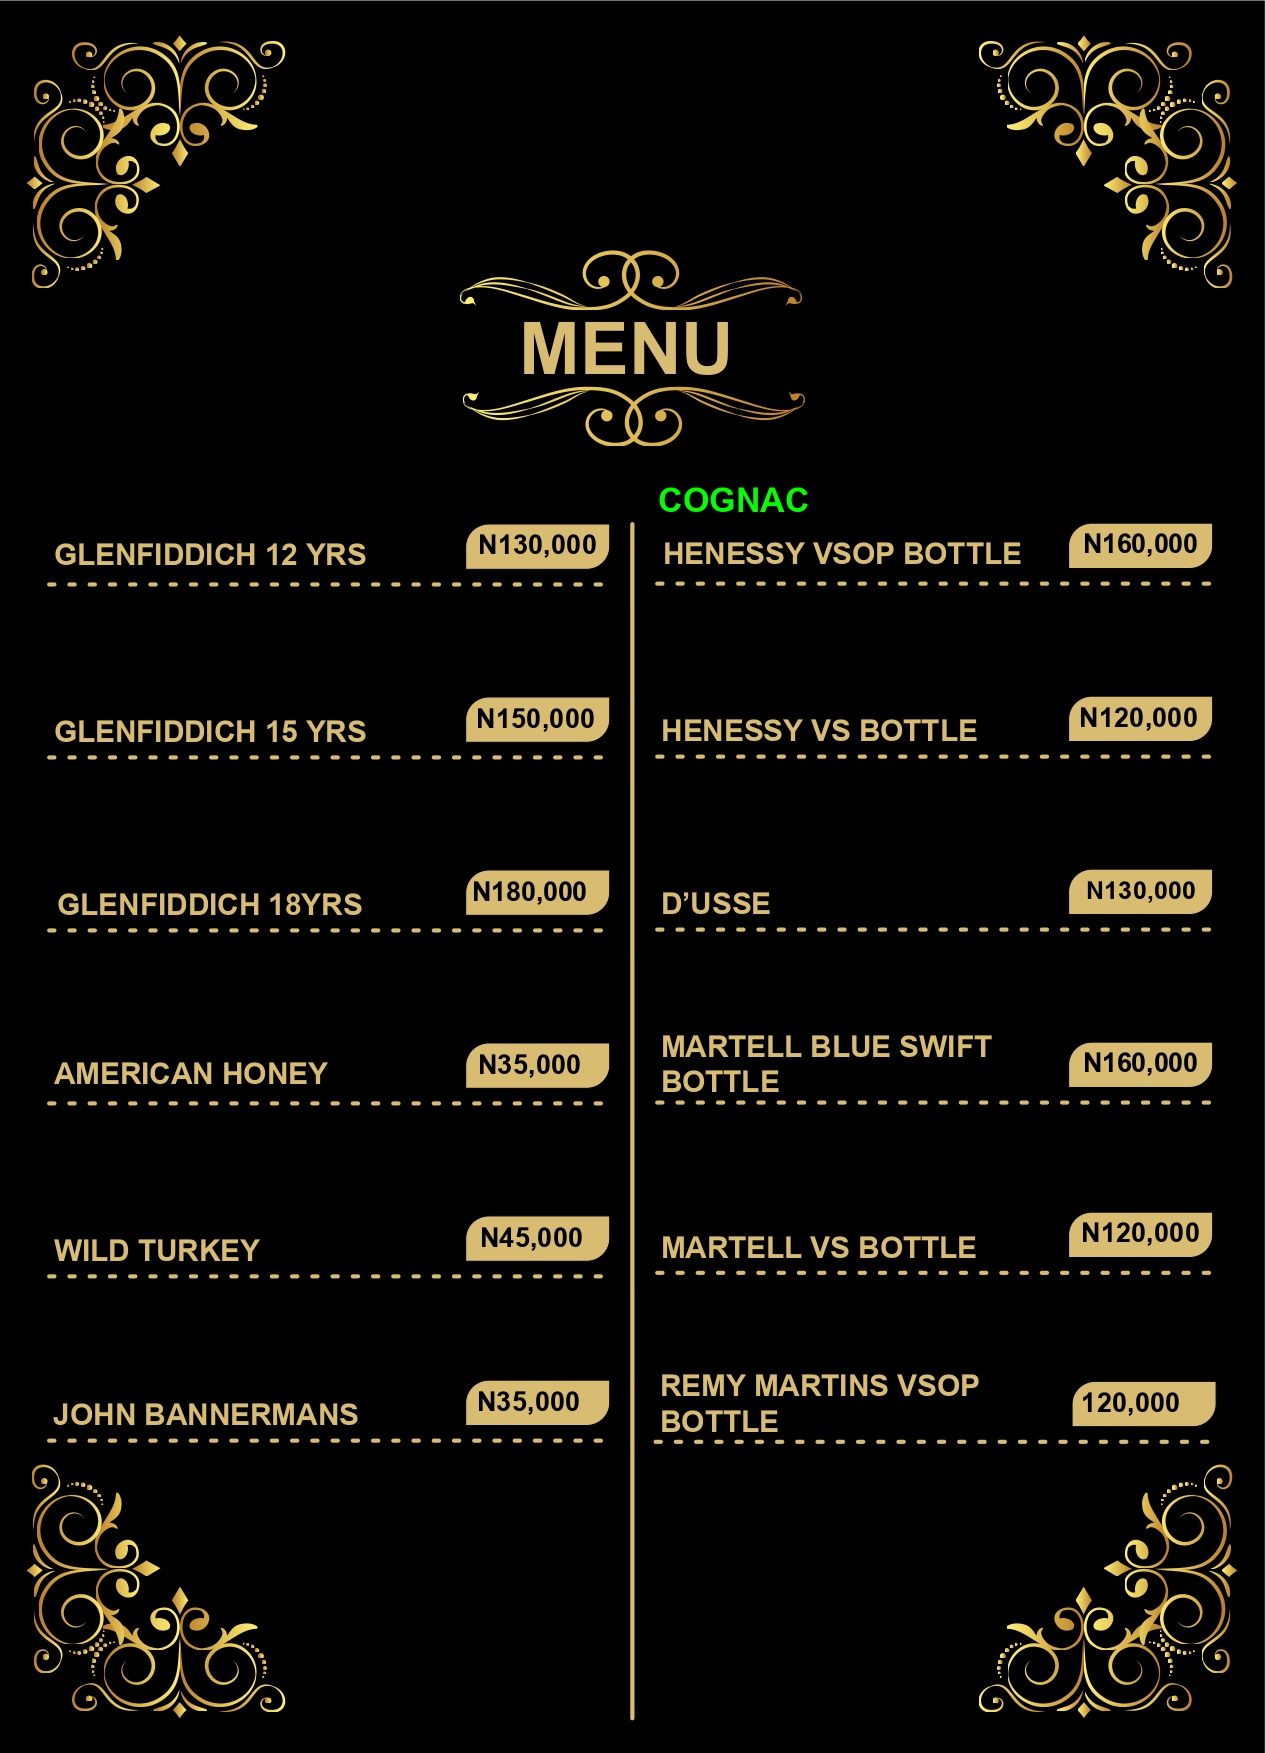 MENU
GLENFIDDICH 12 YRS N130,000
GLENFIDDICH 15 YRS N150,000
GLENFIDDICH 18YRS N180,000
AMERICAN HONEY N35,000
WILD TURKEY N45,000
JOHN BANNERMANS N35,000
COGNAC
HENESSY VSOP BOTTLE N160,000
HENESSY VS BOTTLE N120,000
D’USSE N130,000
MARTELL BLUE SWIFT
BOTTLE N160,000
MARTELL VS BOTTLE N120,000
REMY MARTINS VSOP
BOTTLE 120,000